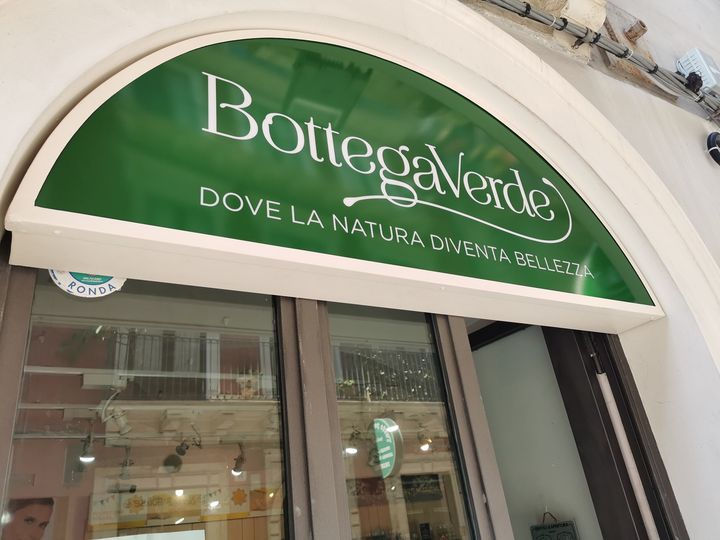 BottegaVerde
DOVE LA NATURA DIVENTA BELLEZZA
RONDA